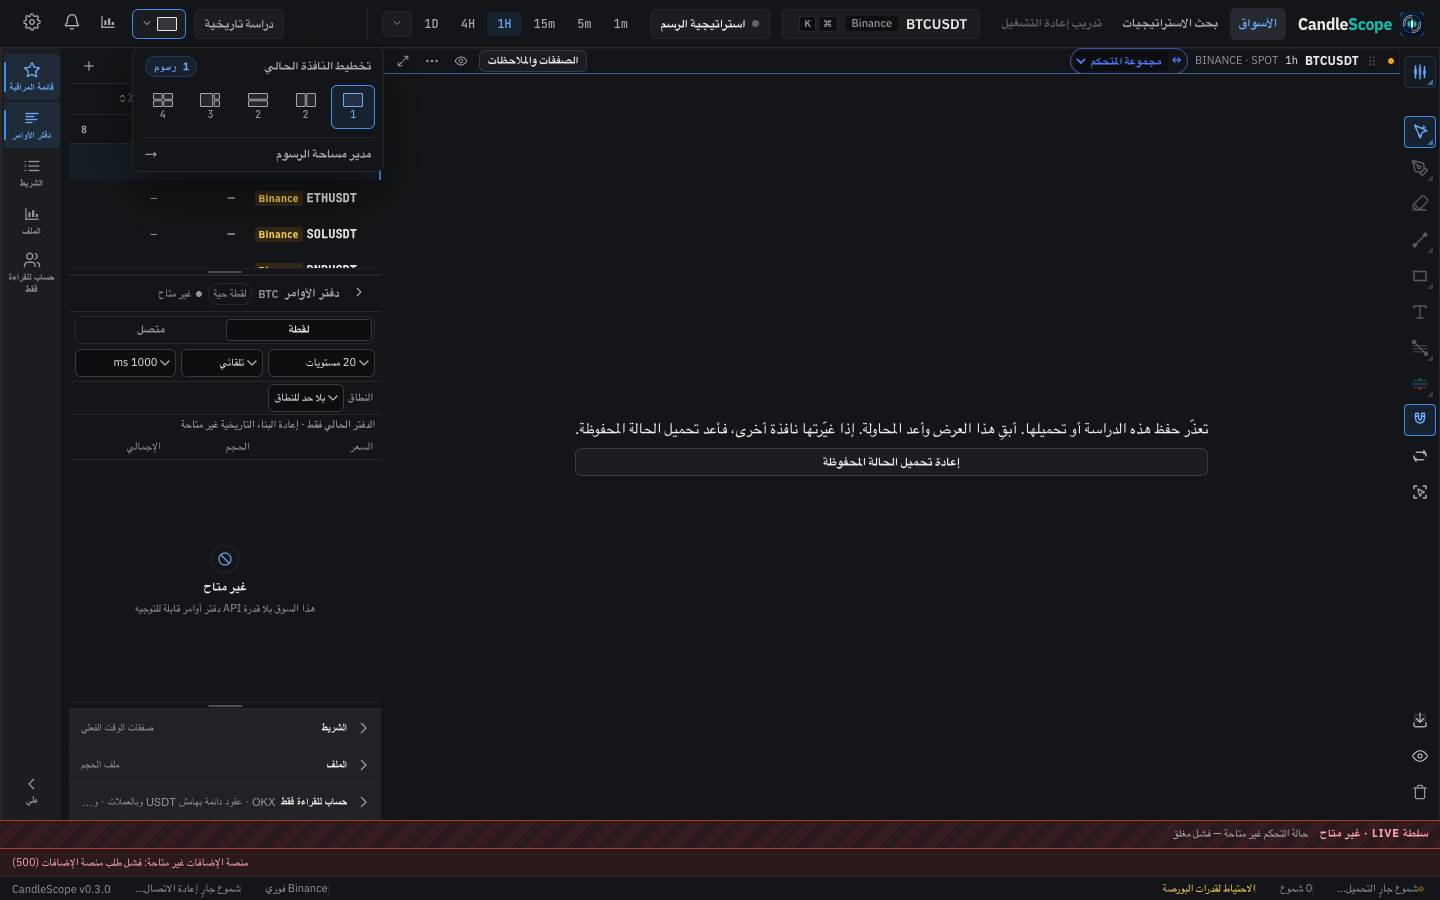 CandleScope
الأسواق
بحث الاستراتيجيات
تدريب إعادة التشغيل
BTCUSDT Binance ⌘ K
استراتيجية الرسم
1m 5m 15m 1H 4H 1D
دراسة تاريخية
تخطيط النافذة الحالي
1 رسوم
1 2 2 3 4
مدير مساحة الرسوم
BTCUSDT 1h BINANCE · SPOT
مجموعة المتحكم
الصفقات والملاحظات
قائمة المراقبة
دفتر الأوامر
الشريط
الملف
حساب للقراءة
فقط
طي
8
ETHUSDT Binance — —
SOLUSDT Binance — —
دفتر الأوامر BTC لقطة حية غير متاح
لقطة متصل
20 مستويات تلقائي 1000 ms
النطاق بلا حد للنطاق
الدفتر الحالي فقط · إعادة البناء التاريخية غير متاحة
السعر الحجم الإجمالي
غير متاح
هذا السوق بلا قدرة API دفتر أوامر قابلة للتوجيه
تعذّر حفظ هذه الدراسة أو تحميلها. أبقِ هذا العرض وأعد المحاولة. إذا غيّرتها نافذة أخرى، فأعد تحميل الحالة المحفوظة.
إعادة تحميل الحالة المحفوظة
الشريط صفقات الوقت الفعلي
الملف ملف الحجم
حساب للقراءة فقط OKX · عقود دائمة بهامش USDT وبالعملات · و...
سلطة LIVE · غير متاح حالة التحكم غير متاحة — فشل مغلق
منصة الإضافات غير متاحة: فشل طلب منصة الإضافات (500)
شموع جارٍ التحميل... 0 شموع الاحتياط لقدرات البورصة
Binance فوري شموع جارٍ إعادة الاتصال... CandleScope v0.3.0